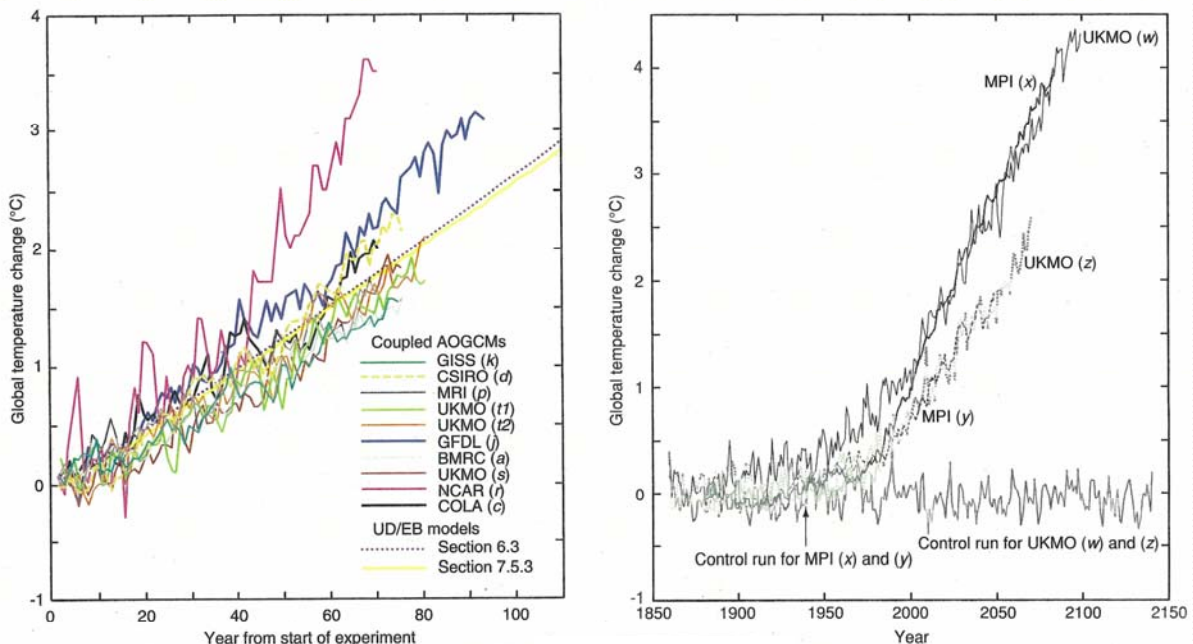 4
3
2
1
0
-1
Global temperature change (°C)
0
20
40
60
80
100
Year from start of experiment
Coupled AOGCMs
GISS (k)
CSIRO (d)
MRI (p)
UKMO (t1)
UKMO (t2)
GFDL (j)
BMRC (a)
UKMO (s)
NCAR (r)
COLA (c)
UD/EB models
Section 6.3
Section 7.5.3
4
3
2
1
0
-1
Global temperature change (°C)
UKMO (w)
MPI (x)
UKMO (z)
MPI (y)
Control run for UKMO (w) and (z)
Control run for MPI (x) and (y)
1850
1900
1950
2000
2050
2100
2150
Year